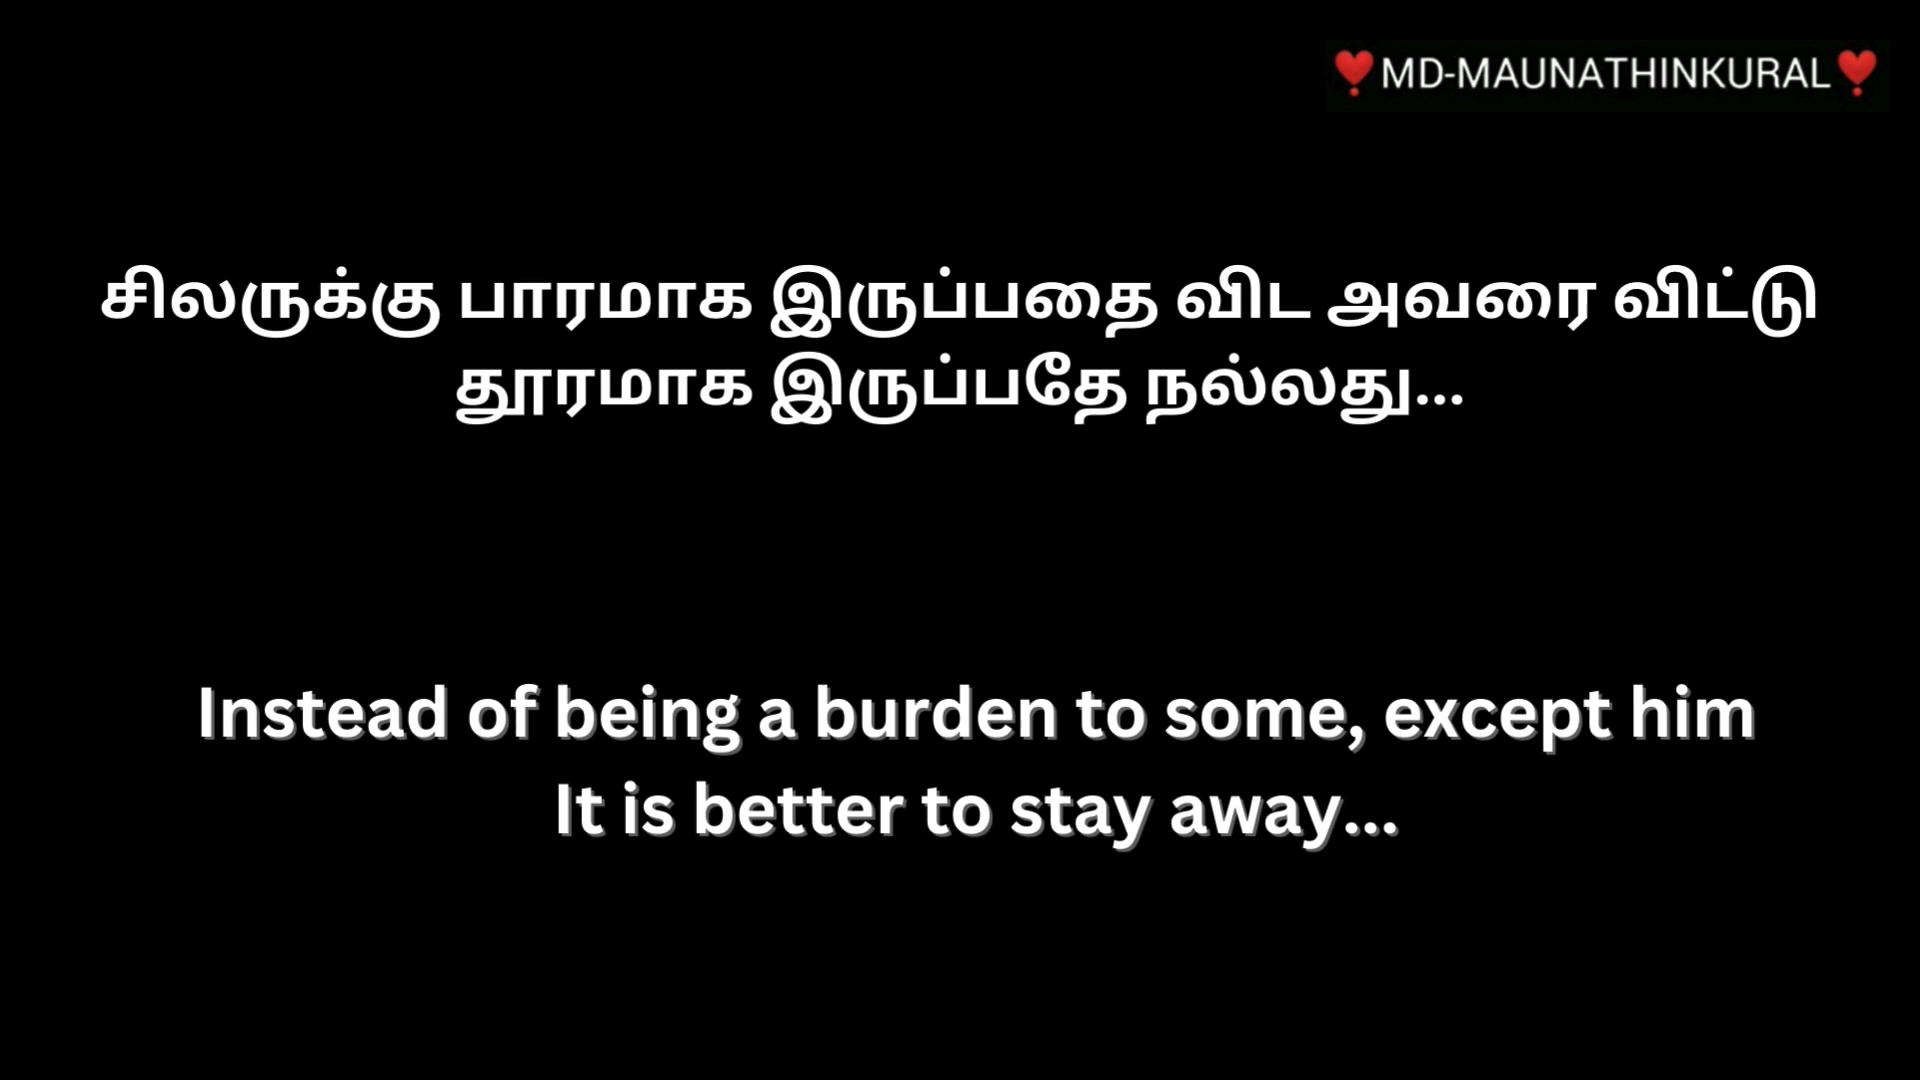 ❣️MD-MAUNATHINKURAL❣️
சிலருக்கு பாரமாக இருப்பதை விட அவரை விட்டு
தூரமாக இருப்பதே நல்லது...
Instead of being a burden to some, except him
It is better to stay away...